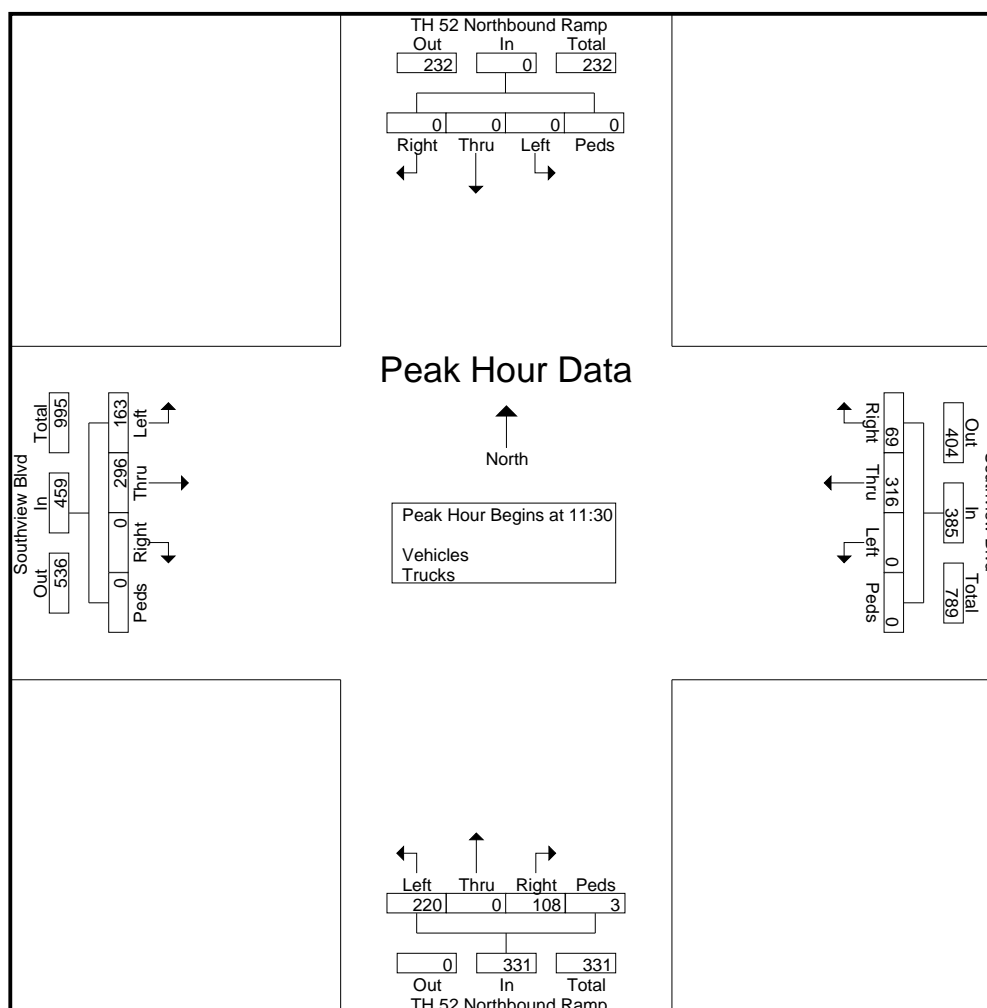 TH 52 Northbound Ramp
Out In Total
232 0 232
0 0 0 0
Right Thru Left Peds
Peak Hour Data
North
Peak Hour Begins at 11:30
Vehicles
Trucks
Southview Blvd
Total In Out
995 459 536
163 296 0 0
Left Thru Right Peds
Right Thru Left Peds
69 316 0 0
404 385 789
Out In Total
Left Thru Right Peds
220 0 108 3
0 331 331
Out In Total
TH 52 Northbound Ramp